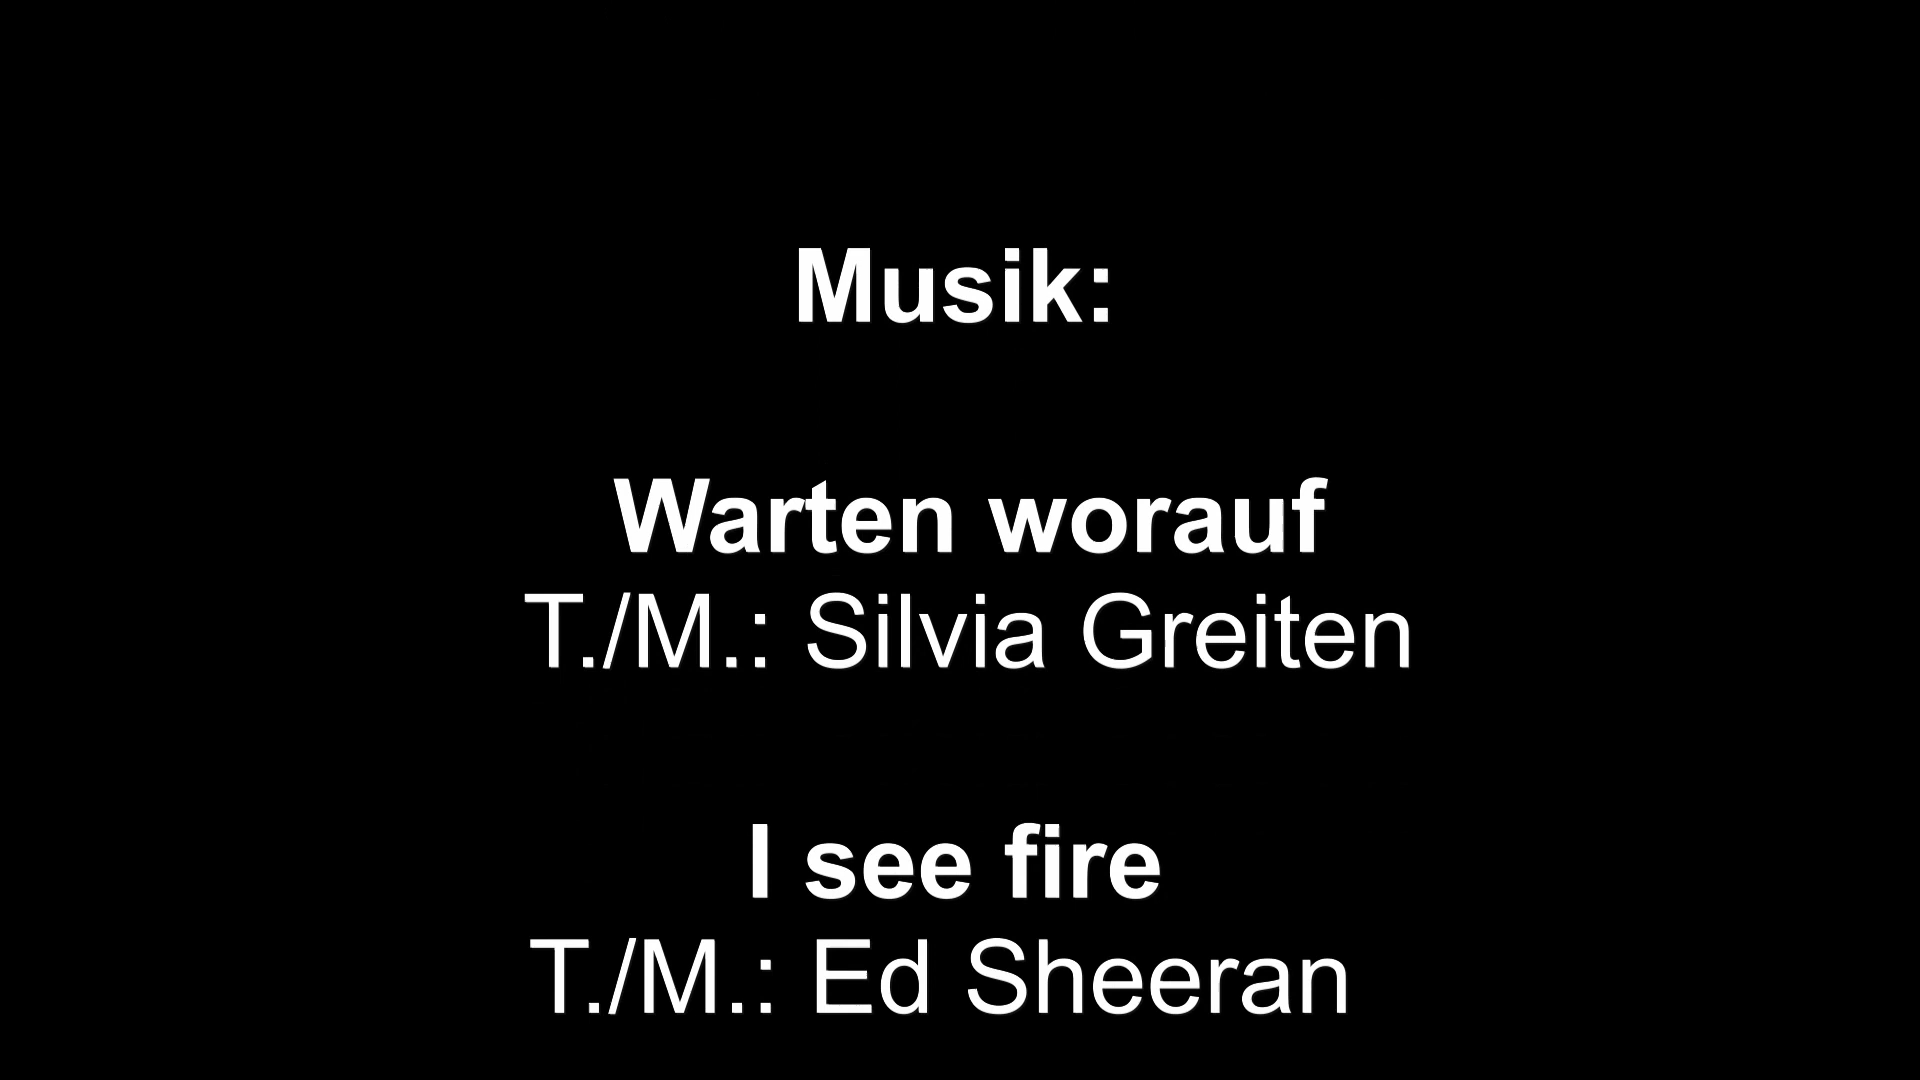 Musik:
Warten worauf
T./M.: Silvia Greiten
I see fire
T./M.: Ed Sheeran